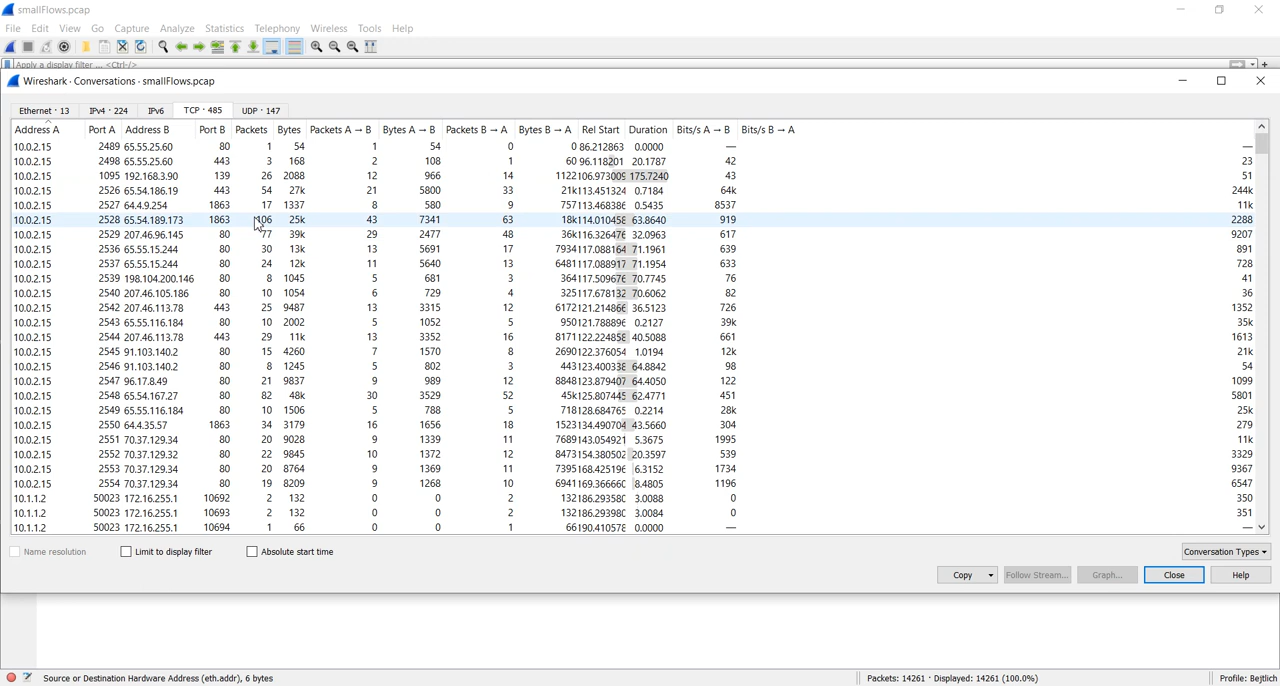 smallFlows.pcap
File Edit View Go Capture Analyze Statistics Telephony Wireless Tools Help
Apply a display filter ... <Ctrl-/>
Wireshark · Conversations · smallFlows.pcap
Ethernet · 13 IPv4 · 224 IPv6 TCP · 485 UDP · 147
Address A Port A Address B Port B Packets Bytes Packets A → B Bytes A → B Packets B → A Bytes B → A Rel Start Duration Bits/s A → B Bits/s B → A
10.0.2.15 2489 65.55.25.60 80 1 54 1 54 0 0 86.212863 0.0000 — —
10.0.2.15 2498 65.55.25.60 443 3 168 2 108 1 60 96.118201 20.1787 42 23
10.0.2.15 1095 192.168.3.90 139 26 2088 12 966 14 1122 106.973009 175.7240 43 51
10.0.2.15 2526 65.54.186.19 443 54 27k 21 5800 33 21k 113.451324 0.7184 64k 244k
10.0.2.15 2527 64.4.9.254 1863 17 1337 8 580 9 757 113.468386 0.5435 8537 11k
10.0.2.15 2528 65.54.189.173 1863 106 25k 43 7341 63 18k 114.010458 63.8640 919 2288
10.0.2.15 2529 207.46.96.145 80 77 39k 29 2477 48 36k 116.326476 32.0963 617 9207
10.0.2.15 2536 65.55.15.244 80 30 13k 13 5691 17 7934 117.088164 71.1961 639 891
10.0.2.15 2537 65.55.15.244 80 24 12k 11 5640 13 6481 117.088917 71.1954 633 728
10.0.2.15 2539 198.104.200.146 80 8 1045 5 681 3 364 117.509676 70.7745 76 41
10.0.2.15 2540 207.46.105.186 80 10 1054 6 729 4 325 117.678132 70.6062 82 36
10.0.2.15 2542 207.46.113.78 443 25 9487 13 3315 12 6172 121.214866 36.5123 726 1352
10.0.2.15 2543 65.55.116.184 80 10 2002 5 1052 5 950 121.788896 0.2127 39k 35k
10.0.2.15 2544 207.46.113.78 443 29 11k 13 3352 16 8171 122.224858 40.5088 661 1613
10.0.2.15 2545 91.103.140.2 80 15 4260 7 1570 8 2690 122.376054 1.0194 12k 21k
10.0.2.15 2546 91.103.140.2 80 8 1245 5 802 3 443 123.400338 64.8842 98 54
10.0.2.15 2547 96.17.8.49 80 21 9837 9 989 12 8848 123.879407 64.4050 122 1099
10.0.2.15 2548 65.54.167.27 80 82 48k 30 3529 52 45k 125.807445 62.4771 451 5801
10.0.2.15 2549 65.55.116.184 80 10 1506 5 788 5 718 128.684765 0.2214 28k 25k
10.0.2.15 2550 64.4.35.57 1863 34 3179 16 1656 18 1523 134.490704 43.5660 304 279
10.0.2.15 2551 70.37.129.34 80 20 9028 9 1339 11 7689 143.054921 5.3675 1995 11k
10.0.2.15 2552 70.37.129.32 80 22 9845 10 1372 12 8473 154.380502 20.3597 539 3329
10.0.2.15 2553 70.37.129.34 80 20 8764 9 1369 11 7395 168.425196 6.3152 1734 9367
10.0.2.15 2554 70.37.129.34 80 19 8209 9 1268 10 6941 169.366660 8.4805 1196 6547
10.1.1.2 50023 172.16.255.1 10692 2 132 0 0 2 132 186.293580 3.0088 0 350
10.1.1.2 50023 172.16.255.1 10693 2 132 0 0 2 132 186.293980 3.0084 0 351
10.1.1.2 50023 172.16.255.1 10694 1 66 0 0 1 66 190.410578 0.0000 — —
Name resolution Limit to display filter Absolute start time Conversation Types
Copy Follow Stream... Graph... Close Help
Source or Destination Hardware Address (eth.addr), 6 bytes Packets: 14261 · Displayed: 14261 (100.0%) Profile: Bejtlich